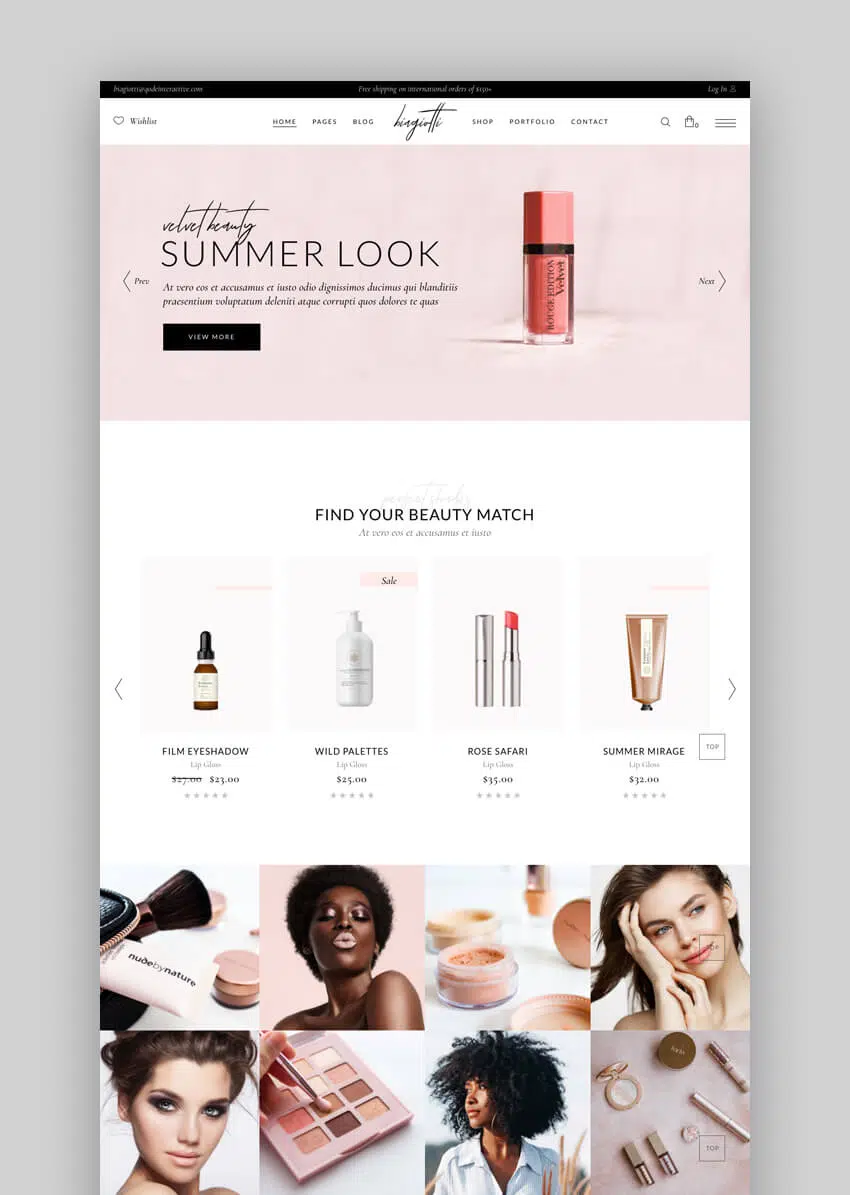 biagiotti@qodeinteractive.com
Free shipping on international orders of $150+
Log In
Wishlist
HOME PAGES BLOG biagiotti SHOP PORTFOLIO CONTACT
0
velvet beauty
SUMMER LOOK
Prev
At vero eos et accusamus et iusto odio dignissimos ducimus qui blanditiis
praesentium voluptatum deleniti atque corrupti quos dolores te quas
VIEW MORE
ROUGE EDITION
Velvet
Next
perfect shades
FIND YOUR BEAUTY MATCH
At vero eos et accusamus et iusto
Sale
FILM EYESHADOW
Lip Gloss
$27.00 $23.00
WILD PALETTES
Lip Gloss
$25.00
ROSE SAFARI
Lip Gloss
$35.00
SUMMER MIRAGE
Lip Gloss
$32.00
TOP
nudebynature
TOP
TOP